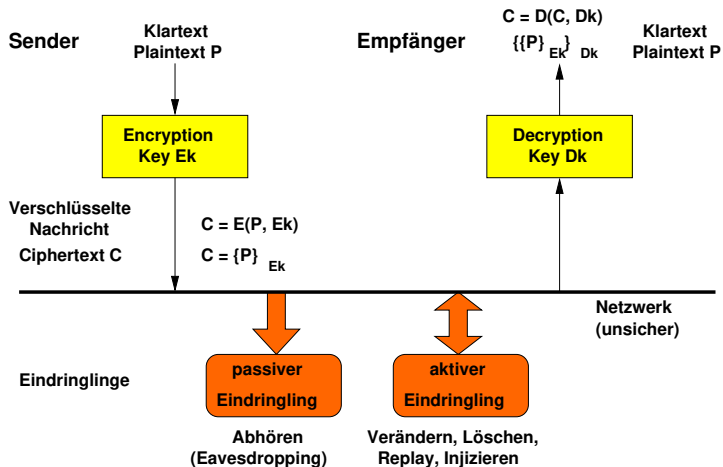 Sender
Klartext
Plaintext P
Empfänger
C = D(C, Dk)
{{P} Ek} Dk
Klartext
Plaintext P
Encryption
Key Ek
Decryption
Key Dk
Verschlüsselte
Nachricht
Ciphertext C
C = E(P, Ek)
C = {P} Ek
Netzwerk
(unsicher)
Eindringlinge
passiver
Eindringling
aktiver
Eindringling
Abhören
(Eavesdropping)
Verändern, Löschen,
Replay, Injizieren